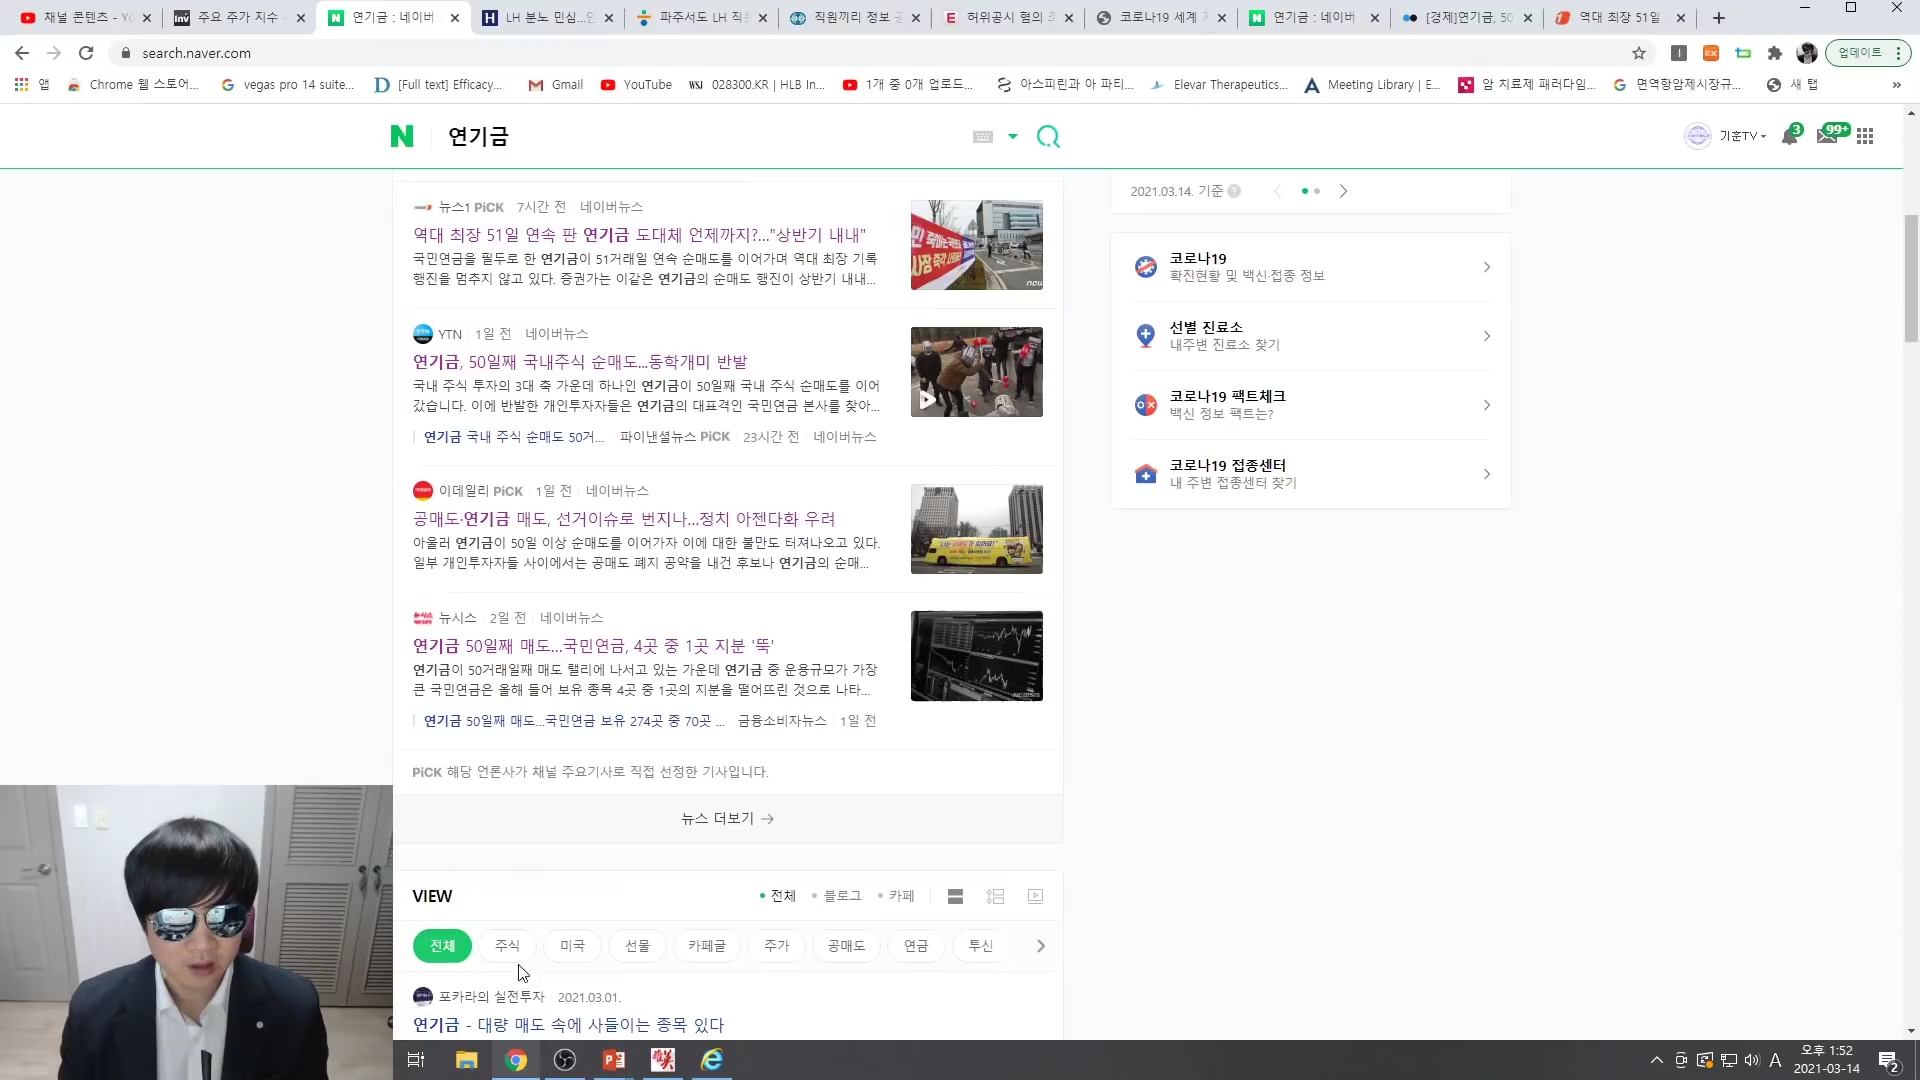 채널 콘텐츠 - Yo
주요 주가 지수 -
연기금 : 네이버
LH 분노 민심...인
파주서도 LH 직원
직원끼리 정보 공
허위공시 혐의 조
코로나19 세계
연기금 : 네이버
[경제]연기금, 50
역대 최장 51일
search.naver.com
업데이트
앱
Chrome 웹 스토어...
vegas pro 14 suite...
[Full text] Efficacy...
Gmail
YouTube
WSJ 028300.KR | HLB In...
1개 중 0개 업로드...
아스피린과 아 파티...
Elevar Therapeutics...
Meeting Library | E...
암 치료제 패러다임...
면역항암제시장규...
새 탭
N 연기금
기훈TV
3
99+
뉴스1 PiCK 7시간 전 네이버뉴스
역대 최장 51일 연속 판 연기금 도대체 언제까지?..."상반기 내내"
국민연금을 필두로 한 연기금이 51거래일 연속 순매도를 이어가며 역대 최장 기록
행진을 멈추지 않고 있다. 증권가는 이같은 연기금의 순매도 행진이 상반기 내내...
YTN 1일 전 네이버뉴스
연기금, 50일째 국내주식 순매도...동학개미 반발
국내 주식 투자의 3대 축 가운데 하나인 연기금이 50일째 국내 주식 순매도를 이어
갔습니다. 이에 반발한 개인투자자들은 연기금의 대표격인 국민연금 본사를 찾아...
연기금 국내 주식 순매도 50거... 파이낸셜뉴스 PiCK 23시간 전 네이버뉴스
이데일리 PiCK 1일 전 네이버뉴스
공매도·연기금 매도, 선거이슈로 번지나...정치 아젠다화 우려
아울러 연기금이 50일 이상 순매도를 이어가자 이에 대한 불만도 터져나오고 있다.
일부 개인투자자들 사이에서는 공매도 폐지 공약을 내건 후보나 연기금의 순매...
뉴시스 2일 전 네이버뉴스
연기금 50일째 매도...국민연금, 4곳 중 1곳 지분 '뚝'
연기금이 50거래일째 매도 랠리에 나서고 있는 가운데 연기금 중 운용규모가 가장
큰 국민연금은 올해 들어 보유 종목 4곳 중 1곳의 지분을 떨어뜨린 것으로 나타...
연기금 50일째 매도...국민연금 보유 274곳 중 70곳 ... 금융소비자뉴스 1일 전
PiCK 해당 언론사가 채널 주요기사로 직접 선정한 기사입니다.
뉴스 더보기
VIEW
전체 블로그 카페
전체 주식 미국 선물 카페글 주가 공매도 연금 투신
포카라의 실전투자 2021.03.01.
연기금 - 대량 매도 속에 사들이는 종목 있다
2021.03.14. 기준
코로나19
확진현황 및 백신·접종 정보
선별 진료소
내주변 진료소 찾기
코로나19 팩트체크
백신 정보 팩트는?
코로나19 접종센터
내 주변 접종센터 찾기
A
오후 1:52
2021-03-14
2